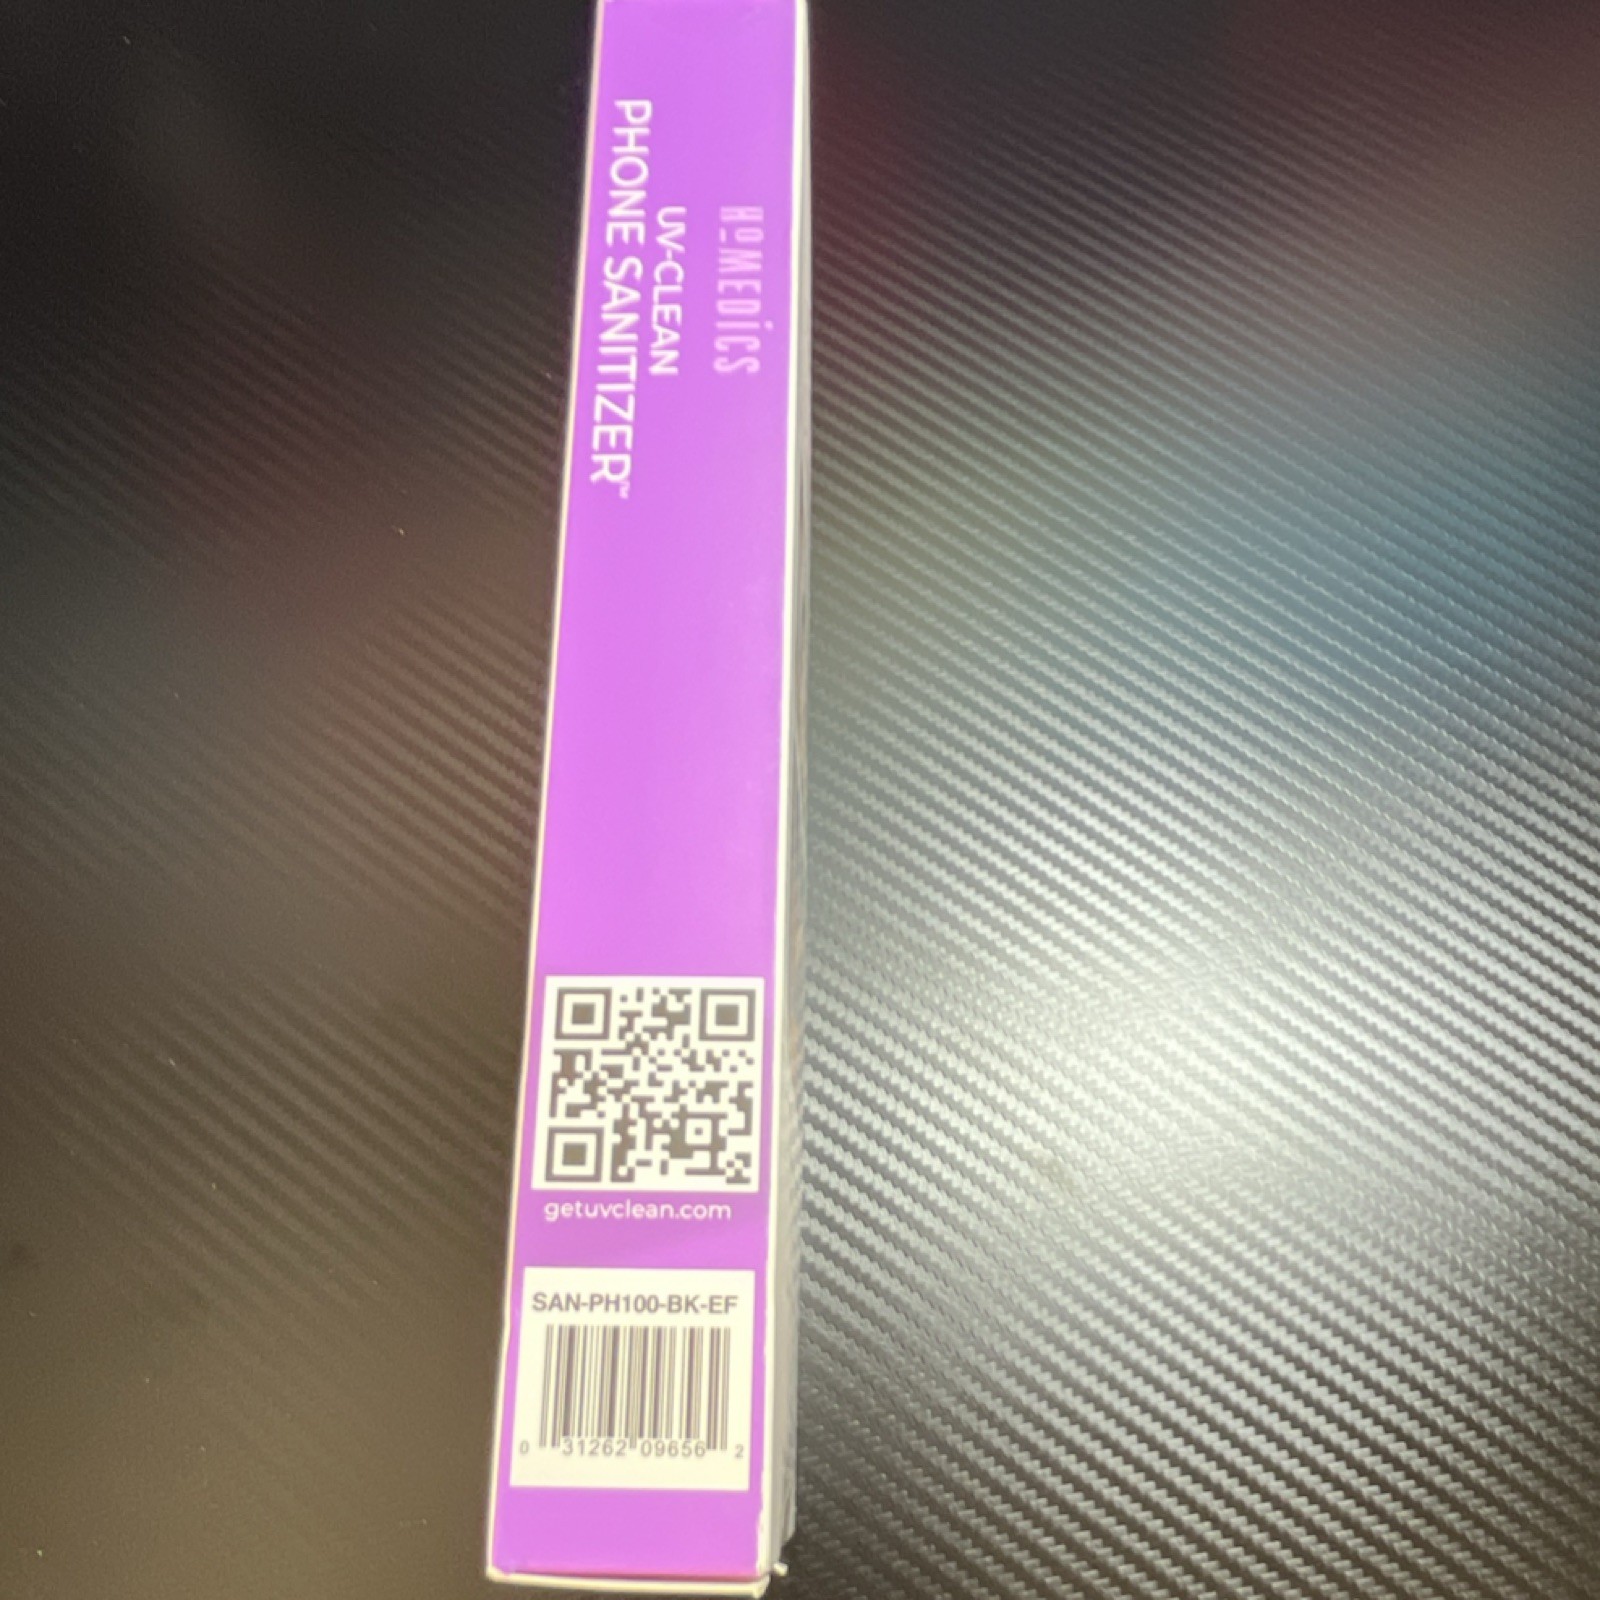 HOMEDICS
UV-CLEAN
PHONE SANITIZER™
getuvclean.com
SAN-PH100-BK-EF
0 31262 09656 2